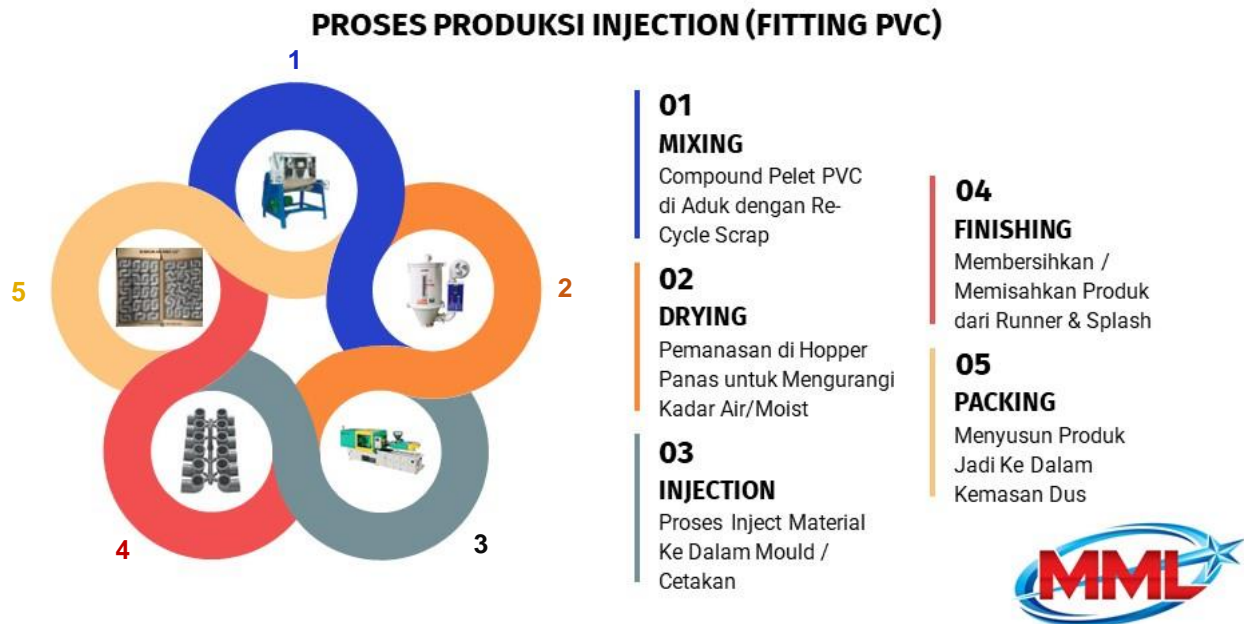 PROSES PRODUKSI INJECTION (FITTING PVC)
1
2
3
4
5
01
MIXING
Compound Pelet PVC
di Aduk dengan Re-
Cycle Scrap
02
DRYING
Pemanasan di Hopper
Panas untuk Mengurangi
Kadar Air/Moist
03
INJECTION
Proses Inject Material
Ke Dalam Mould /
Cetakan
04
FINISHING
Membersihkan /
Memisahkan Produk
dari Runner & Splash
05
PACKING
Menyusun Produk
Jadi Ke Dalam
Kemasan Dus
MML